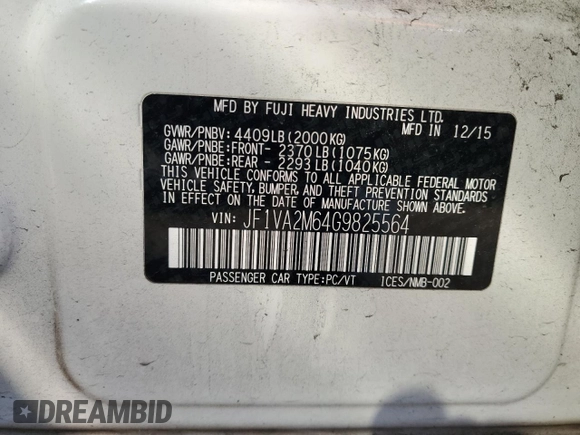 MFD BY FUJI HEAVY INDUSTRIES LTD.
MFD IN 12/15
GVWR/PNBV: 4409LB(2000KG)
GAWR/PNBE:FRONT- 2370LB(1075KG)
GAWR/PNBE:REAR - 2293LB(1040KG)
THIS VEHICLE CONFORMS TO ALL APPLICABLE FEDERAL MOTOR
VEHICLE SAFETY, BUMPER, AND THEFT PREVENTION STANDARDS
IN EFFECT ON THE DATE OF MANUFACTURE SHOWN ABOVE.
VIN: JF1VA2M64G9825564
PASSENGER CAR TYPE:PC/VT ICES/NMB-002
DREAMBID